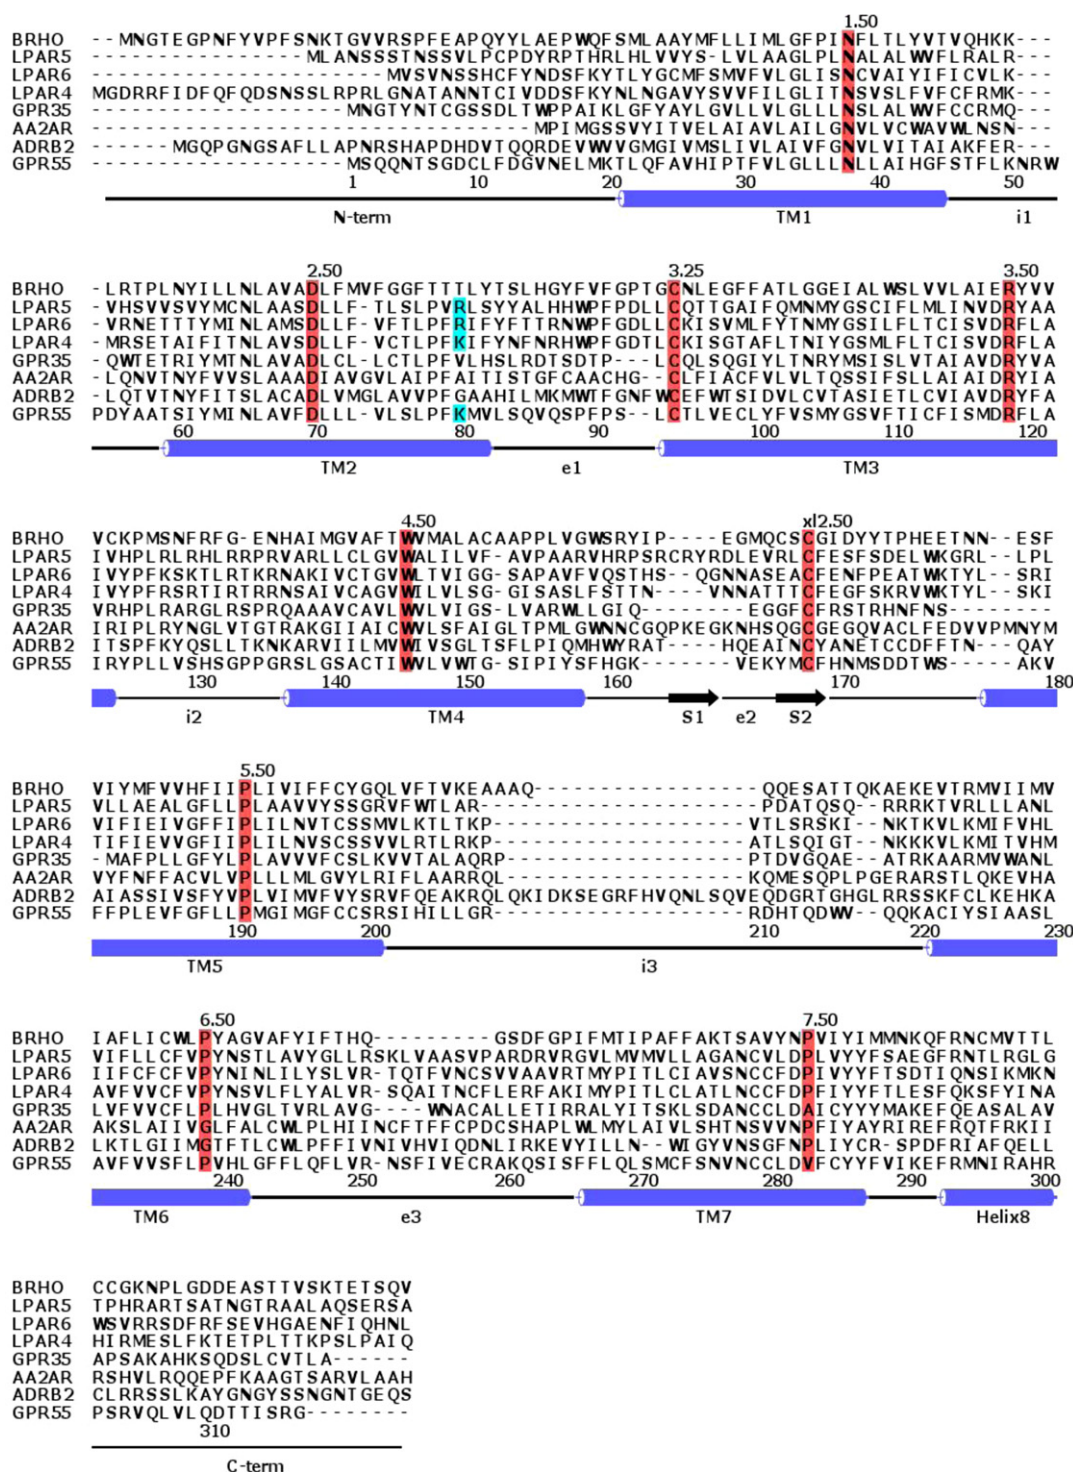 1.50
BRHO --MNGTEGPNFYVPFSNKTGVVRSPFEAPQYYLAEPWQFSMLAAYMFLLIMLGFPINFLTLYVTVQHKK---
LPAR5 ----------------MLANSSSTNSSVLPCPDYRPTHRLHLVVYS-LVLAAGLPLNALALWVFLRALR---
LPAR6 ----------------------MVSVNSSHCFYNDSFKYTLYGCMFSMVFVLGLISNCVAIYIFICVLK---
LPAR4 MGDRRFIDFQFQDSNSSLRPRLGNATANNTCIVDDSFKYNLNGAVYSVVFILGLITNSVSLFVFCFRMK---
GPR35 -------------------MNGTYNTCGSSDLTWPPAIKLGFYAYLGVLLVLGLLLNSLALWVFCCRMQ---
AA2AR ---------------------------------MPIMGSSVYITVELAIAVLAILGNVLVCWAVWLNSN---
ADRB2 ------MGQPGNGSAFLLAPNRSHAPDHDVTQQRDEVWVVGMGIVMSLIVLAIVFGNVLVITAIAKFER---
GPR55 -------------------MSQQNTSGDCLFDGVNELMKTLQFAVHIPTFVLGLLLNLLAIHGFSTFLKNRW
1 10 20 30 40 50
N-term TM1 i1
2.50 3.25 3.50
BRHO -LRTPLNYILLNLAVADLFMVFGGFTTTLYTSLHGYFVFGPTGCNLEGFFATLGGEIALWSLVVLAIERYVV
LPAR5 -VHSVVSVYMCNLAASDLLF-TLSLPVRLSYYALHHWPFPDLLCQTTGAIFQMNMYGSCIFLMLINVDRYAA
LPAR6 -VRNETTTYMINLAMSDLLF-VFTLPFRIFYFTTRNWPFGDLLCKISVMLFYTNMYGSILFLTCISVDRFLA
LPAR4 -MRSETAIFITNLAVSDLLF-VCTLPFKIFYNFNRHWPFGDTLCKISGTAFLTNIYGSMLFLTCISVDRFLA
GPR35 -QWTETRIYMTNLAVADLCL-LCTLPFVLHSLRDTSDTP--LCQLSQGIYLTNRYMSISLVTAIAVDRYVA
AA2AR -LQNVTNYFVVSLAAADIAVGVLAIPFAITISTGFCAACHG-CLFIACFVLVLTQSSIFSLLAIAIDRYIA
ADRB2 -LQTVTNYFITSLACADLVMGLAVVPFGAAHILMKMWTFGNFWCEFWTSIDVLCVTASIETLCVIAVDRYFA
GPR55 PDYAATSIYMINLAVFDLLL-VLSLPFKMVLSQVQSPFPS--LCTLVECLYFVSMYGSVFTICFISMDRFLA
60 70 80 90 100 110 120
TM2 e1 TM3
4.50 xl2.50
BRHO VCKPMSNFRFG-ENHAIMGVAFTWVMALACAAPPLVGWSRYIP----EGMQCSCGIDYYTPHEETNN--ESF
LPAR5 IVHPLRLRHLRRPRVARLLCLGVWALILVF-AVPAARVHRPSRCRYRDLEVRLCFESFSDELWKGRL--LPL
LPAR6 IVYPFKSKTLRTKRNAKIVCTGVWLTVIGG-SAPAVFVQSTHS--QGNNASEACFENFPEATWKTYL--SRI
LPAR4 IVYPFRSRTIRTRRNSAIVCAGVWILVLSG-GISASLFSTTN---VNNATTTCFEGFSKRVWKTYL--SKI
GPR35 VRHPLRARGLRSPRQAAAVCAVLWVLVIGS-LVARWLLGIQ----EGGFCFRSTRHNFNS--------
AA2AR IRIPLRYNGLVTGTRAKGIIAICWVLSFAIGLTPMLGWNNCGQPKEGKNHSQGCGEGQVACLFEDVVPMNYM
ADRB2 ITSPFKYQSLLTKNKARVIILMVWIVSGLTSFLPIQMHWYRAT---HQEAINCYANETCCDFFTN---QAY
GPR55 IRYPLLVSHSGPPGRSLGSACTIWVLVWTG-SIPIYSFHGK-----VEKYMCFHNMSDDTWS-----AKV
130 140 150 160 170 180
i2 TM4 S1 e2 S2
5.50
BRHO VIYMFVVHFIIPLIVIFFCYGQLVFTVKEAAAQ-----------------QQESATTQKAEKEVTRMVIIMV
LPAR5 VLLAEALGFLLPLAAVVYSSGRVFWTLAR---------------------PDATQSQ--RRRKTVRLLLANL
LPAR6 VIFIEIVGFFIPLILNVTCSSMVLKTLTKP--------------------VTLSRSKI--NKTKVLKMIFVHL
LPAR4 TIFIEVVGFIIPLILNVSCSSVVLRTLRKP--------------------ATLSQIGT--NKKKVLKMITVHM
GPR35 -MAFPLLGFYLPLAVVVFCSLKVVTALAQRP-------------------PTDVGQAE--ATRKAARMVWANL
AA2AR VYFNFFACVLVPLLLMLGVYLRIFLAARRQL-------------------KQMESQPLPGERARSTLQKEVHA
ADRB2 AIASSIVSFYVPLVIMVFVYSRVFQEAKRQLQKIDKSEGRFHVQNLSQVEQDGRTGHGLRRSSKFCLKEHKA
GPR55 FFPLEVFGFLLPMGIMGFCCSRSIHILLGR--------------------RDHTQDWV--QQKACIYSIAASL
190 200 210 220 230
TM5 i3
6.50 7.50
BRHO IAFLICWLPYAGVAFYIFTHQ---------GSDFGPIFMTIPAFFAKTSAVYNPVIYIMMNKQFRNCMVTTL
LPAR5 VIFLLCFVPYNSTLAVYGLLRSKLVAASVPARDRVRGVLMVMVLLAGANCVLDPLVYYFSAEGFRNTLRGLG
LPAR6 IIFCFCFVPYNINLILYSLVR-TQTFVNCSVVAAVRTMYPITLCIAVSNCCFDPIVYYFTSDTIQNSIKMKN
LPAR4 AVFVVCFVPYNSVLFLYALVR-SQAITNCFLERFAKIMYPITLCLATLNCCFDPFIYYFTLESFQKSFYINA
GPR35 LVFVVCFLPLHVGLTVRLAVG----WNACALLETIRRALYITSKLSDANCCLDAICYYYMAKEFQEASALAV
AA2AR AKSLAIIVGLFALCWLPLHIINCFTFFCPDCSHAPLWLMYLAIVLSHTNSVVNPFIYAYRIREFRQTFRKII
ADRB2 LKTLGIIMGTFTLCWLPFFIVNIVHVIQDNLIRKEVYILLN--WIGYVNSGFNPLIYCR-SPDFRIAFQELL
GPR55 AVFVVSFLPVHLGFFLQFLVR-NSFIVECRAKQSISFFLQLSMCFSNVNCCLDVFCYYFVIKEFRMNIRAHR
240 250 260 270 280 290 300
TM6 e3 TM7 Helix8
BRHO CCGKNPLGDDEASTTVSKTETSQV
LPAR5 TPHRARTSATNGTRAALAQSERSA
LPAR6 WSVRRSDFRFSEVHGAENFIQHNL
LPAR4 HIRMESLFKTETPLTTKPSLPAIQ
GPR35 APSAKAHKSQDSLCVTLA------
AA2AR RSHVLRQQEPFKAAGTSARVLAAH
ADRB2 CLRRSSLKAYGNGYSSNGNTGEQS
GPR55 PSRVQLVLQDTTISRG--------
310
C-term